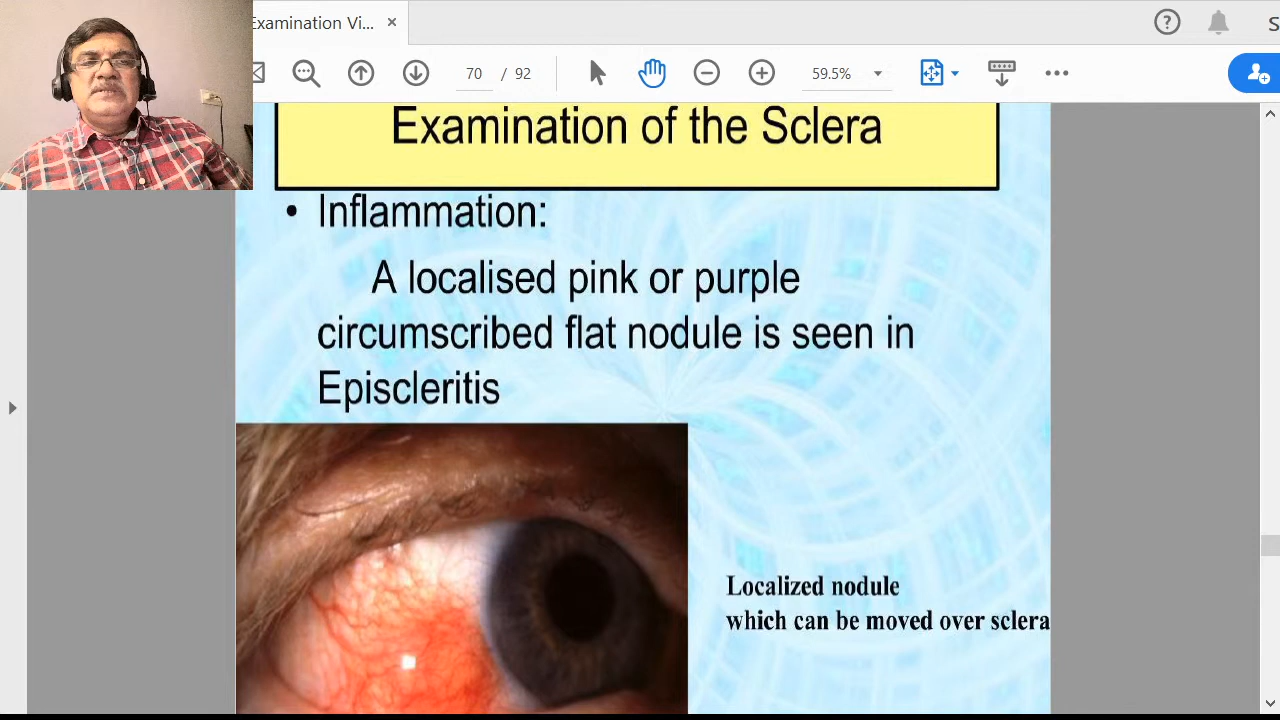 Examination Vi...
S
70 / 92
59.5%
Examination of the Sclera
• Inflammation:
A localised pink or purple
circumscribed flat nodule is seen in
Episcleritis
Localized nodule
which can be moved over sclera